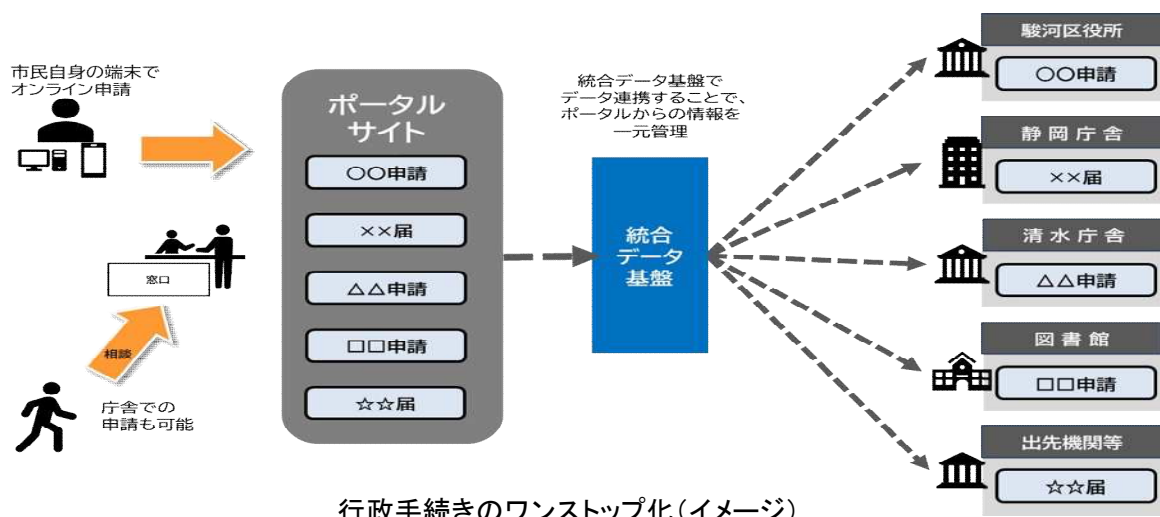 市民自身の端末で
オンライン申請
窓口
相談
庁舎での
申請も可能
ポータル
サイト
〇〇申請
××届
△△申請
□□申請
☆☆届
統合データ基盤で
データ連携することで、
ポータルからの情報を
一元管理
統合
データ
基盤
駿河区役所
〇〇申請
静岡庁舎
××届
清水庁舎
△△申請
図書館
□□申請
出先機関等
☆☆届
行政手続きのワンストップ化(イメージ)